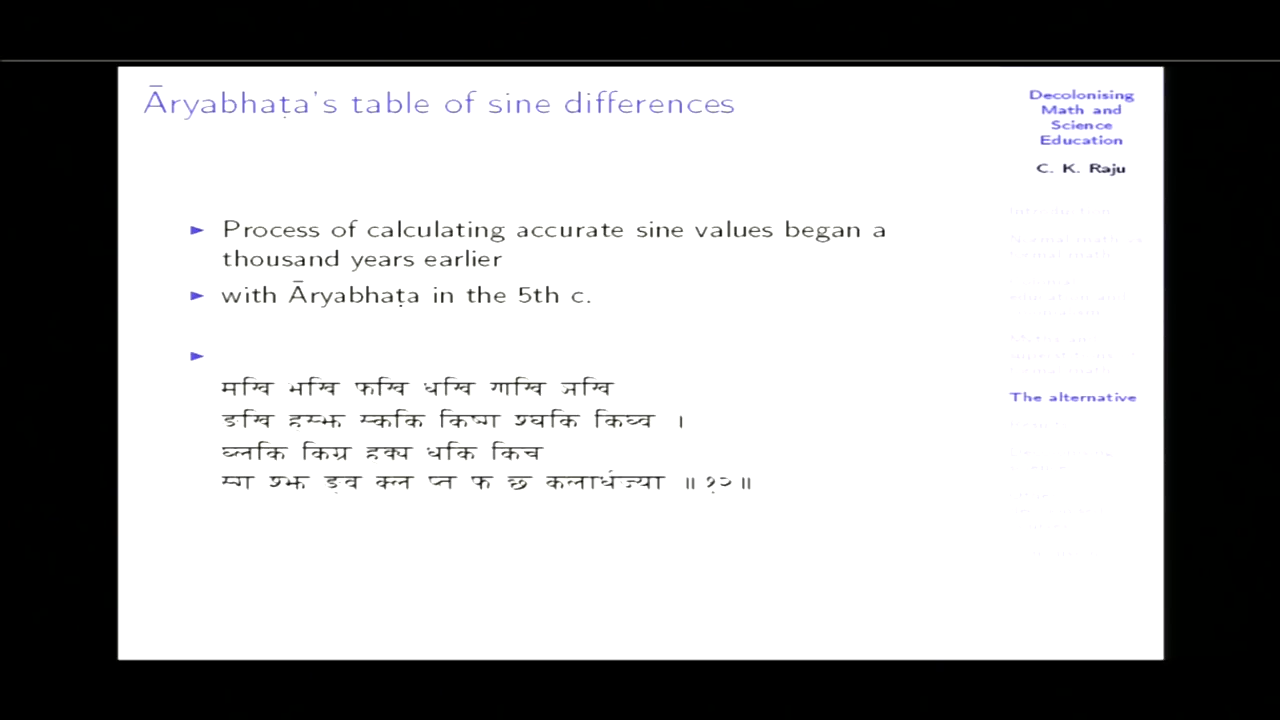 Āryabhaṭa's table of sine differences
Decolonising
Math and
Science
Education
C. K. Raju
The alternative
► Process of calculating accurate sine values began a
thousand years earlier
► with Āryabhaṭa in the 5th c.
►
मखि भखि फखि धखि णखि ञखि
ङखि हस्झ स्ककि किष्ग श्घकि किघ्व ।
घ्लकि किग्र हक्य धकि किच
स्ग श्झ ङ्व क्ल प्त फ छ कलार्धज्या ॥ १२ ॥